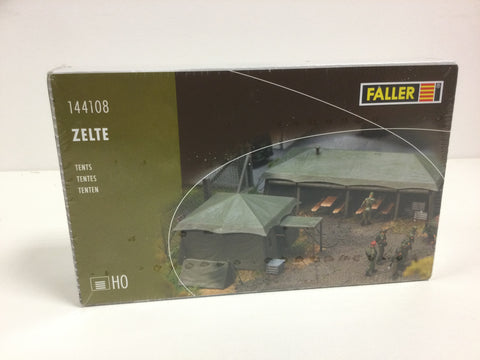 144108
ZELTE
TENTS
TENTES
TENTEN
H0
FALLER